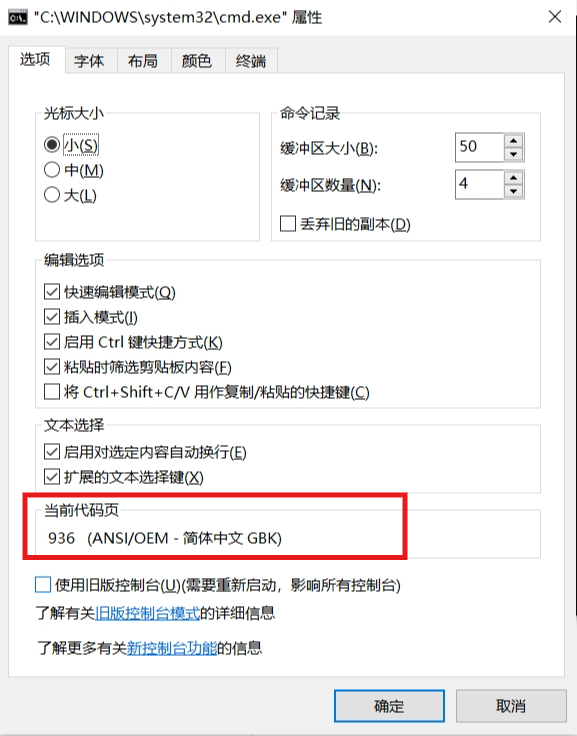 "C:\WINDOWS\system32\cmd.exe" 属性
选项 字体 布局 颜色 终端
光标大小
小(S)
中(M)
大(L)
命令记录
缓冲区大小(B): 50
缓冲区数量(N): 4
丢弃旧的副本(D)
编辑选项
快速编辑模式(Q)
插入模式(I)
启用 Ctrl 键快捷方式(K)
粘贴时筛选剪贴板内容(F)
将 Ctrl+Shift+C/V 用作复制/粘贴的快捷键(C)
文本选择
启用对选定内容自动换行(E)
扩展的文本选择键(X)
当前代码页
936 (ANSI/OEM - 简体中文 GBK)
使用旧版控制台(U)(需要重新启动，影响所有控制台)
了解有关旧版控制台模式的详细信息
了解更多有关新控制台功能的信息
确定 取消